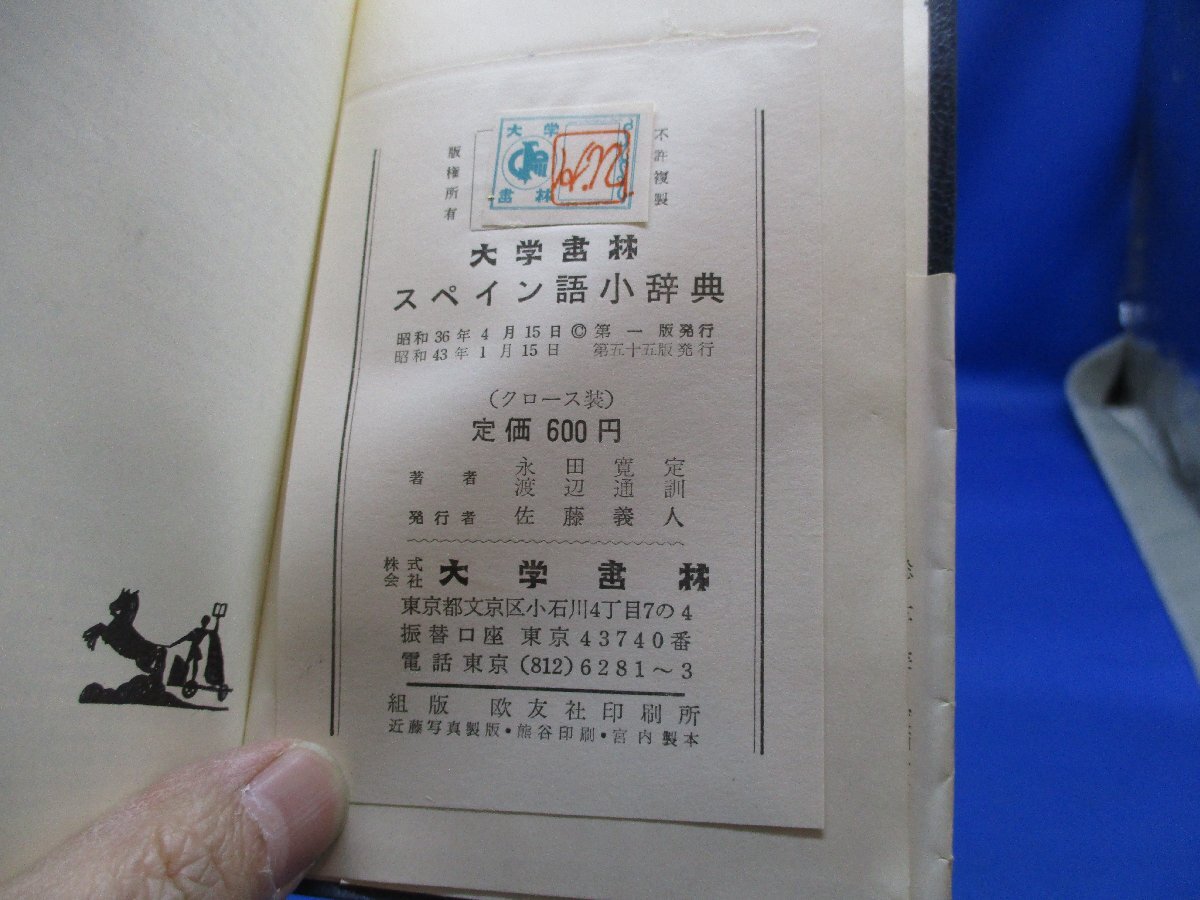 不許複製
版権所有
大学
書林
大学書林
スペイン語小辞典
昭和36年4月15日 © 第一版発行
昭和43年1月15日 第五十五版発行
(クロース装)
定価 600円
著者 永田寛定
渡辺通訓
発行者 佐藤義人
株式会社 大学書林
東京都文京区小石川4丁目7の4
振替口座 東京43740番
電話 東京 (812) 6281〜3
組版 欧友社印刷所
近藤写真製版・熊谷印刷・宮内製本